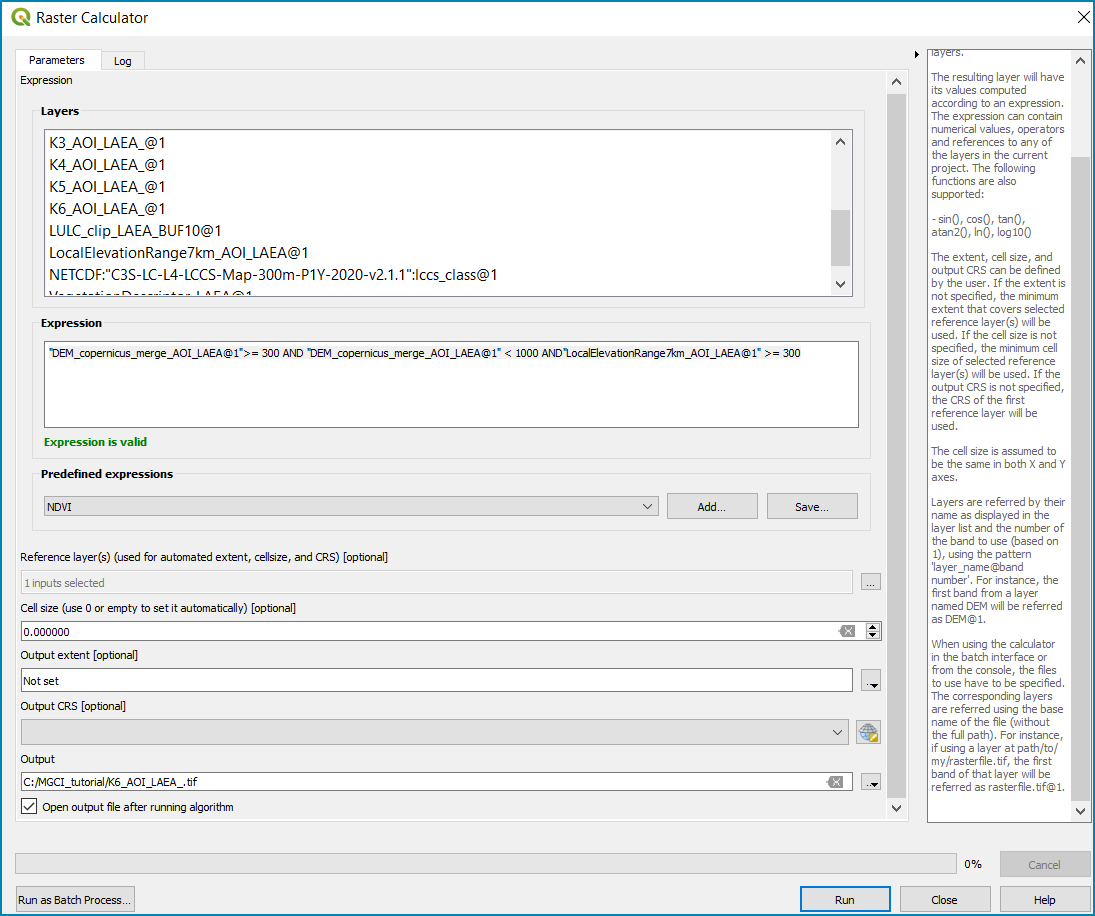 Raster Calculator
Parameters
Log
Expression
Layers
K3_AOI_LAEA_@1
K4_AOI_LAEA_@1
K5_AOI_LAEA_@1
K6_AOI_LAEA_@1
LULC_clip_LAEA_BUF10@1
LocalElevationRange7km_AOI_LAEA@1
NETCDF:"C3S-LC-L4-LCCS-Map-300m-P1Y-2020-v2.1.1":lccs_class@1
VegetationDescriptor_LAEA@1
Expression
"DEM_copernicus_merge_AOI_LAEA@1">= 300 AND "DEM_copernicus_merge_AOI_LAEA@1" < 1000 AND"LocalElevationRange7km_AOI_LAEA@1" >= 300
Expression is valid
Predefined expressions
NDVI
Add...
Save...
Reference layer(s) (used for automated extent, cellsize, and CRS) [optional]
1 inputs selected
...
Cell size (use 0 or empty to set it automatically) [optional]
0.000000
Output extent [optional]
Not set
Output CRS [optional]
Output
C:/MGCI_tutorial/K6_AOI_LAEA_.tif
Open output file after running algorithm
layers.
The resulting layer will have
its values computed
according to an expression.
The expression can contain
numerical values, operators
and references to any of
the layers in the current
project. The following
functions are also
supported:
- sin(), cos(), tan(),
atan2(), ln(), log10()
The extent, cell size, and
output CRS can be defined
by the user. If the extent is
not specified, the minimum
extent that covers selected
reference layer(s) will be
used. If the cell size is not
specified, the minimum cell
size of selected reference
layer(s) will be used. If the
output CRS is not specified,
the CRS of the first
reference layer will be
used.
The cell size is assumed to
be the same in both X and Y
axes.
Layers are referred by their
name as displayed in the
layer list and the number of
the band to use (based on
1), using the pattern
'layer_name@band
number'. For instance, the
first band from a layer
named DEM will be referred
as DEM@1.
When using the calculator
in the batch interface or
from the console, the files
to use have to be specified.
The corresponding layers
are referred using the base
name of the file (without
the full path). For instance,
if using a layer at path/to/
my/rasterfile.tif, the first
band of that layer will be
referred as rasterfile.tif@1.
0%
Cancel
Run as Batch Process...
Run
Close
Help